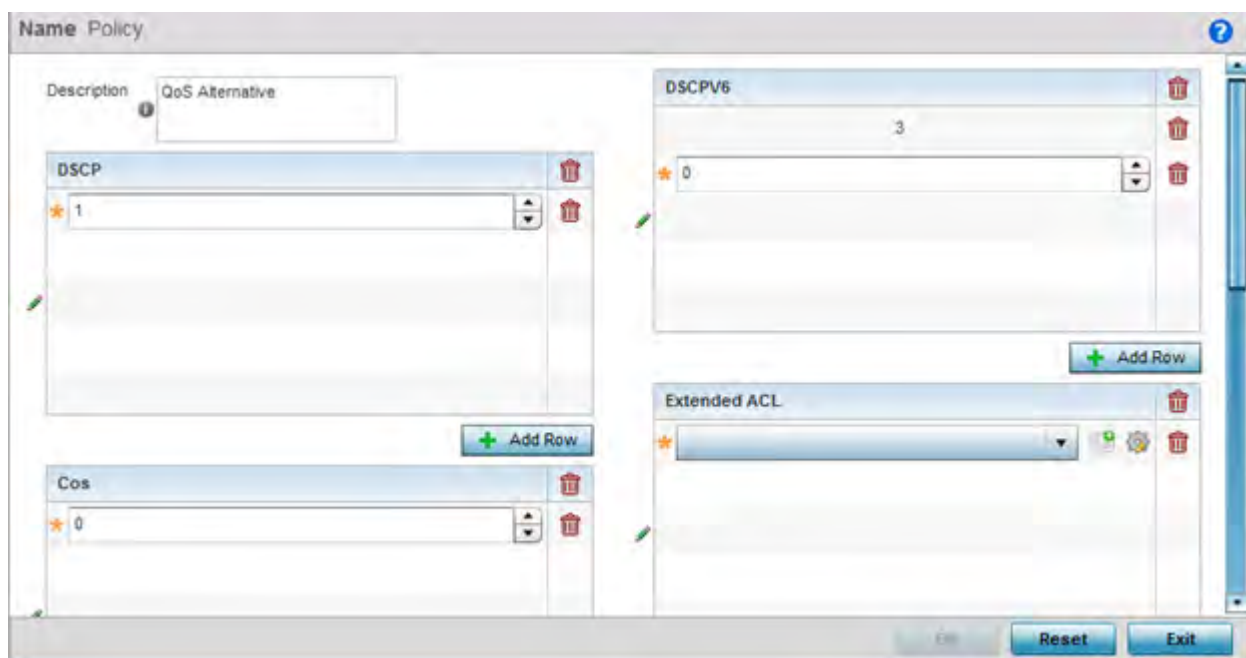 Name Policy
Description
QoS Alternative
DSCP
1
Add Row
Cos
0
DSCPV6
3
0
Add Row
Extended ACL
Reset
Exit